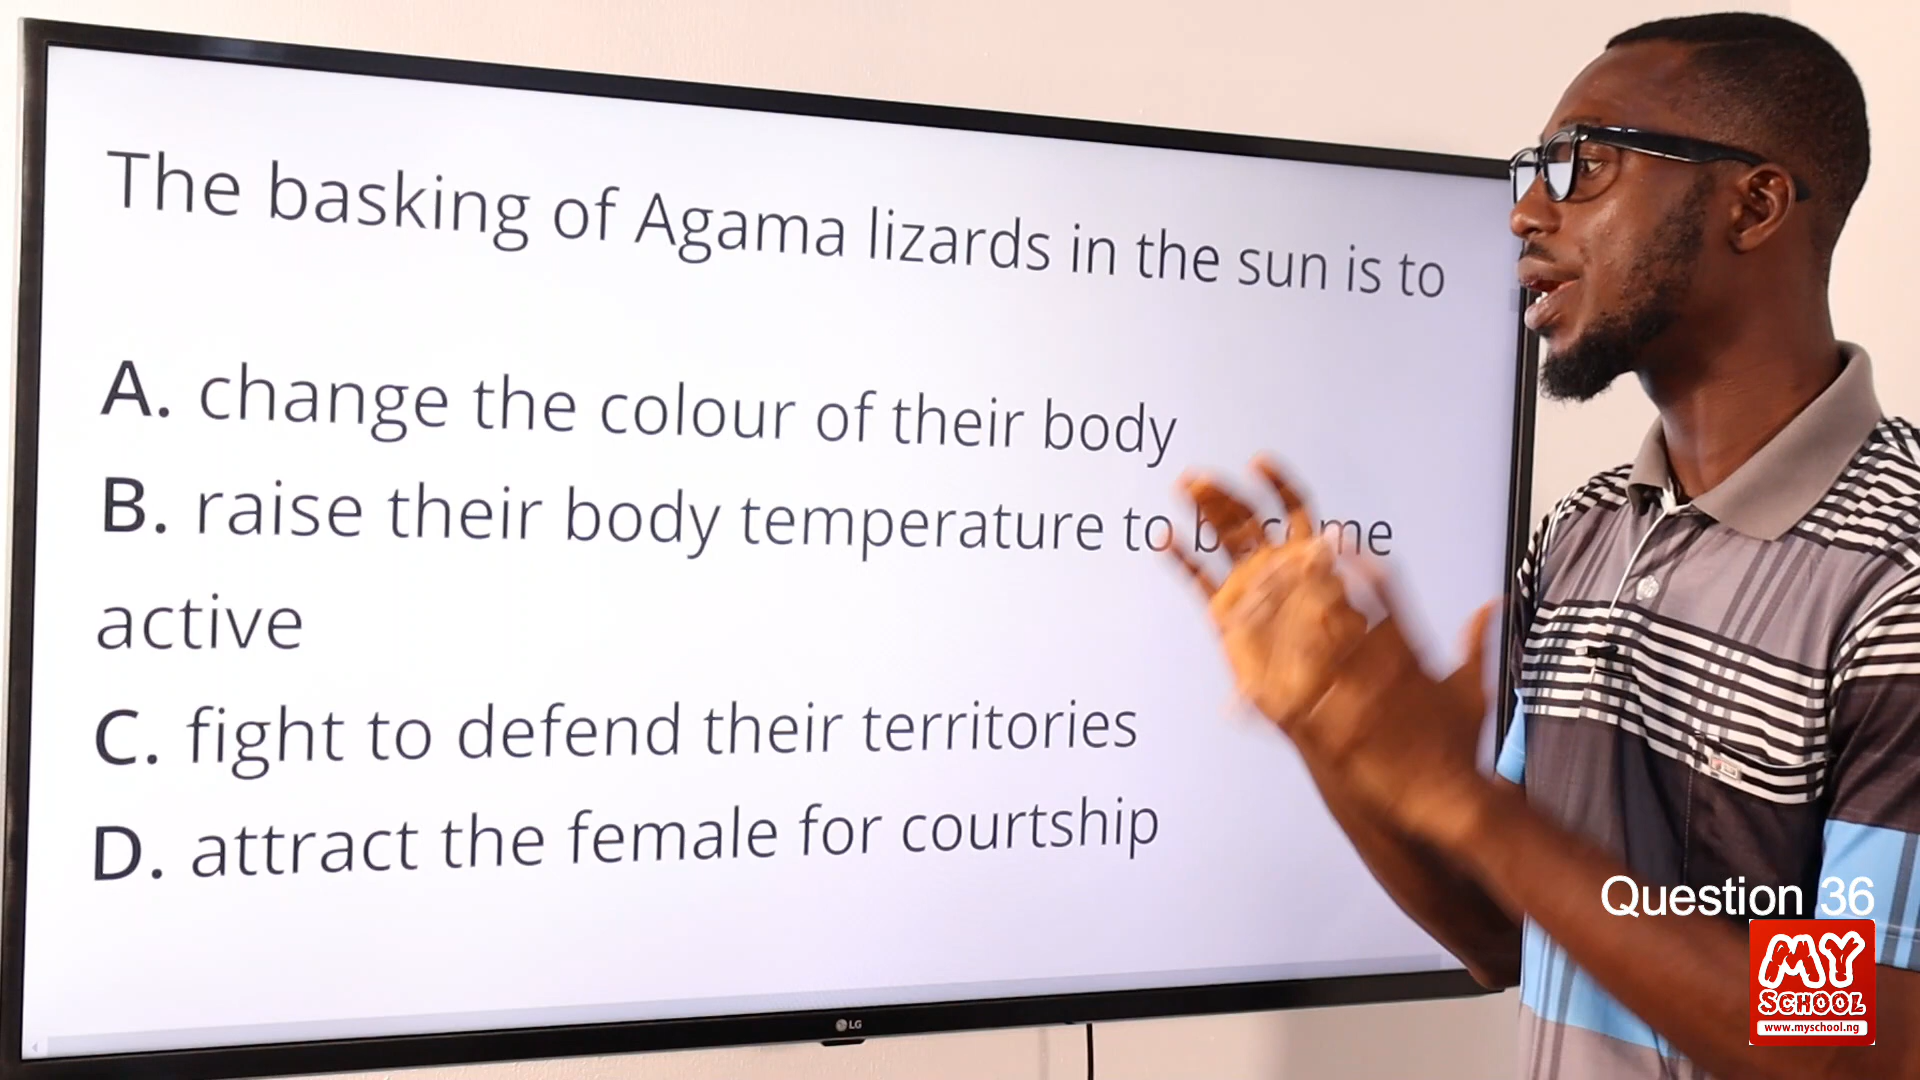 The basking of Agama lizards in the sun is to
A. change the colour of their body
B. raise their body temperature to become
active
C. fight to defend their territories
D. attract the female for courtship
Question 36
MY
SCHOOL
www.myschool.ng
LG